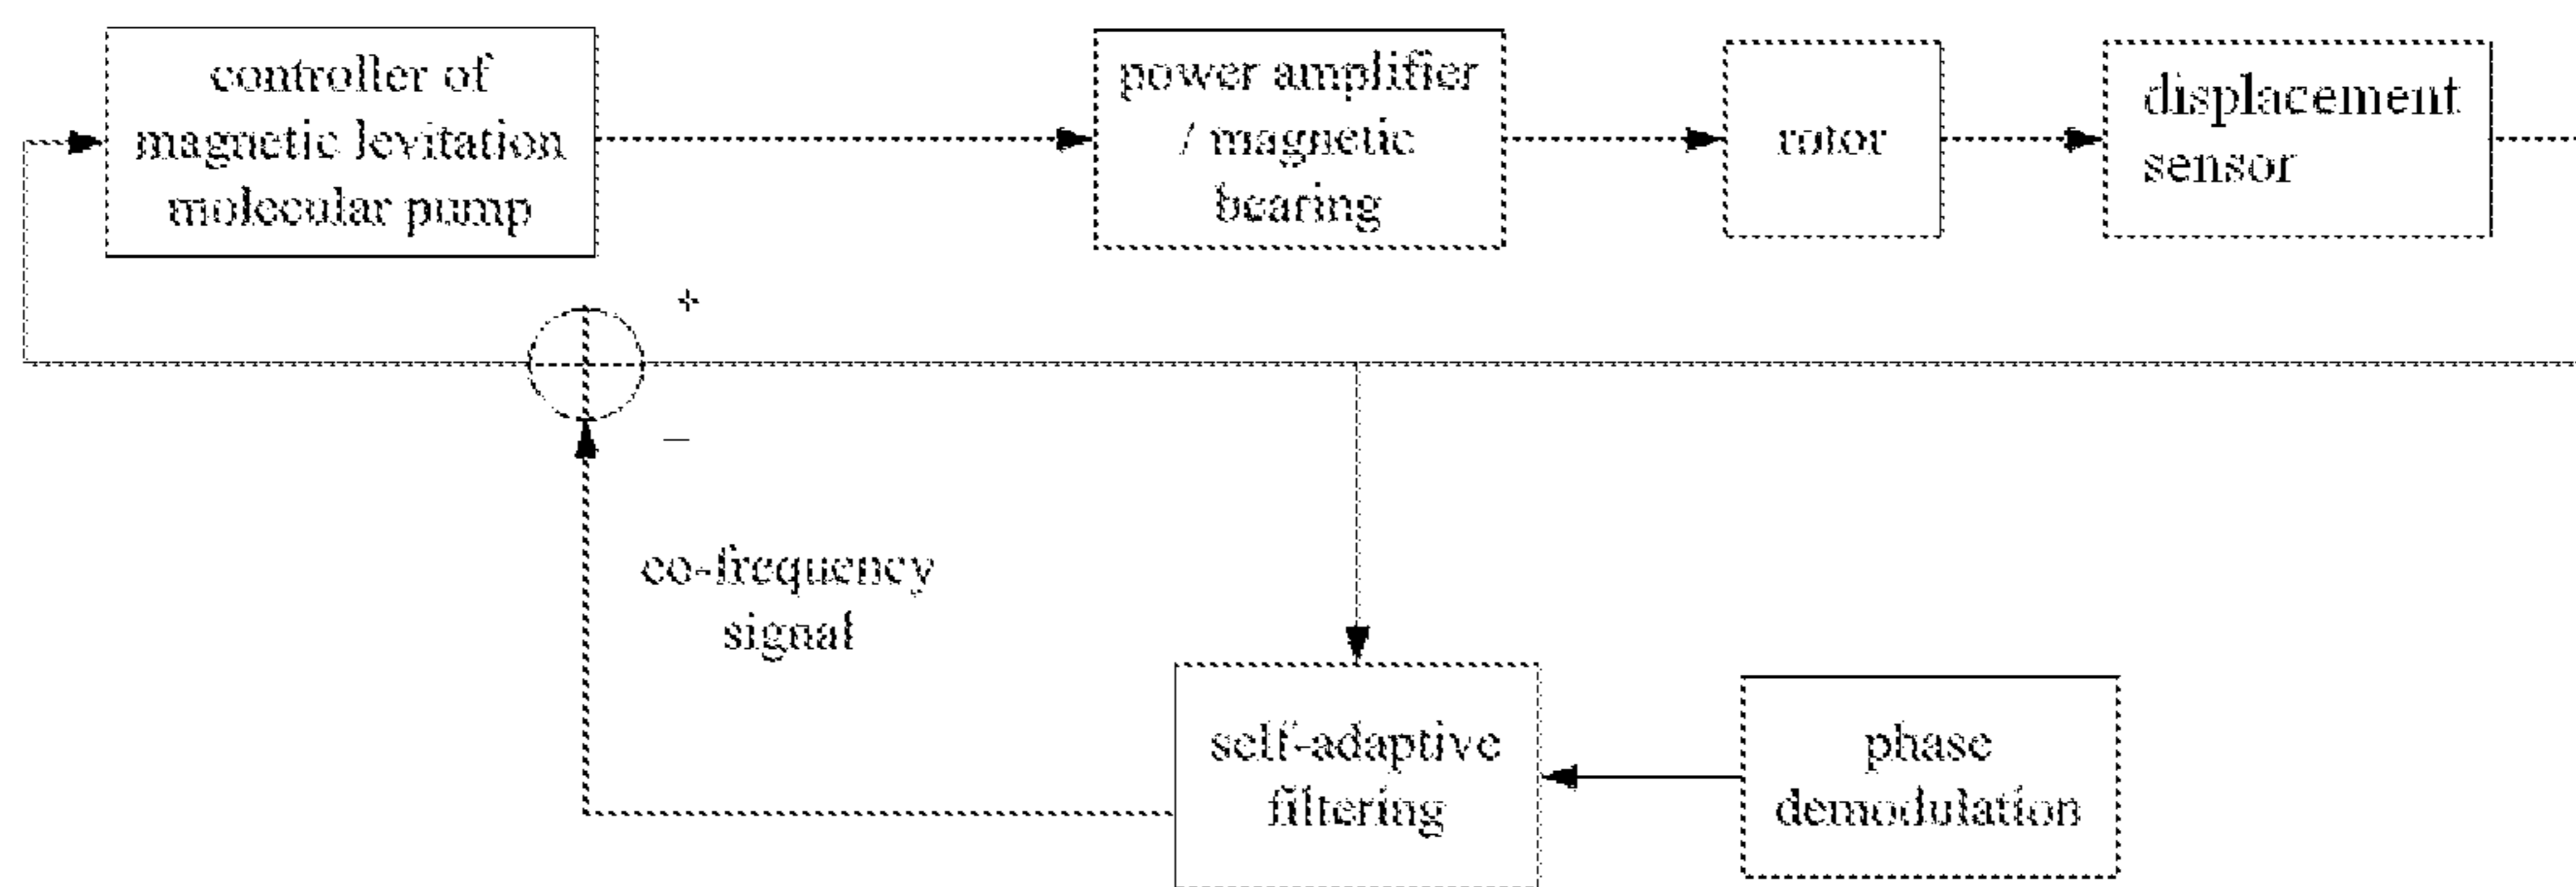 controller of
magnetic levitation
molecular pump
power amplifier
/ magnetic
bearing
rotor
displacement
sensor
+
−
co-frequency
signal
self-adaptive
filtering
phase
demodulation